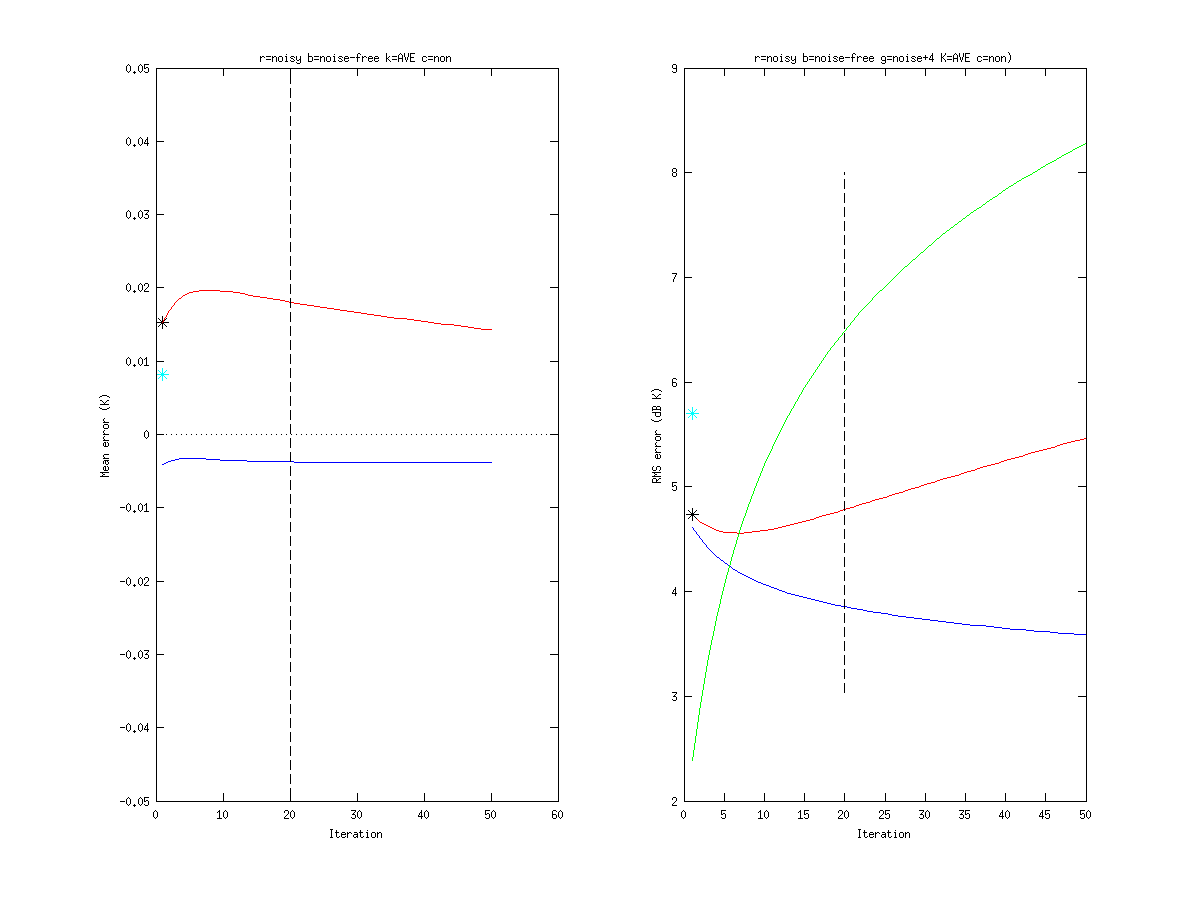 r=noisy b=noise-free k=AVE c=non
0.05
0.04
0.03
0.02
0.01
0
-0.01
-0.02
-0.03
-0.04
-0.05
Mean error (K)
0 10 20 30 40 50 60
Iteration
r=noisy b=noise-free g=noise+4 K=AVE c=non)
9
8
7
6
5
4
3
2
RMS error (dB K)
0 5 10 15 20 25 30 35 40 45 50
Iteration